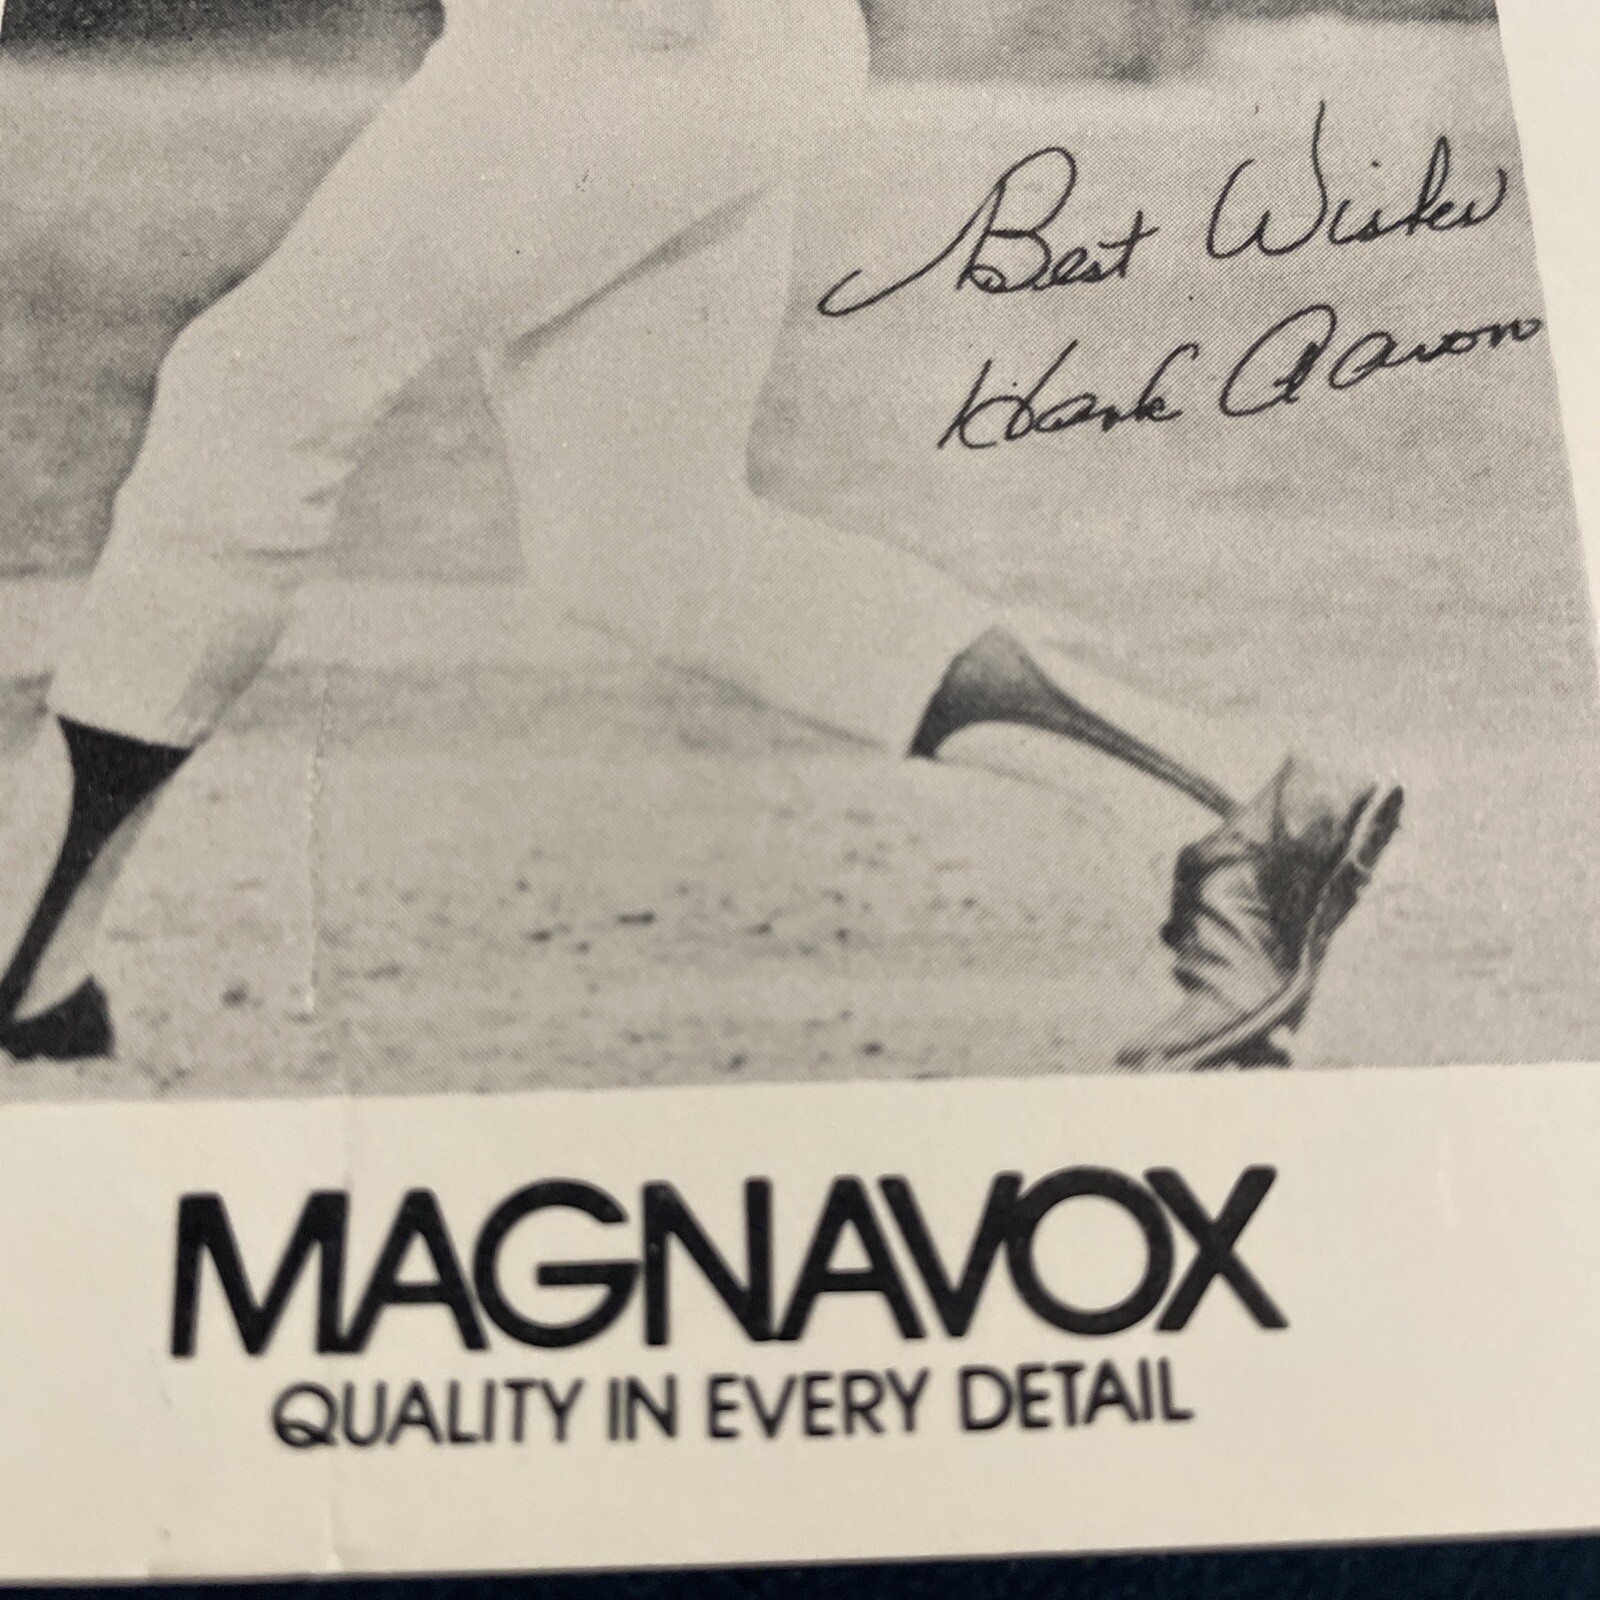 Best Wishes
Hank Aaron
MAGNAVOX
QUALITY IN EVERY DETAIL